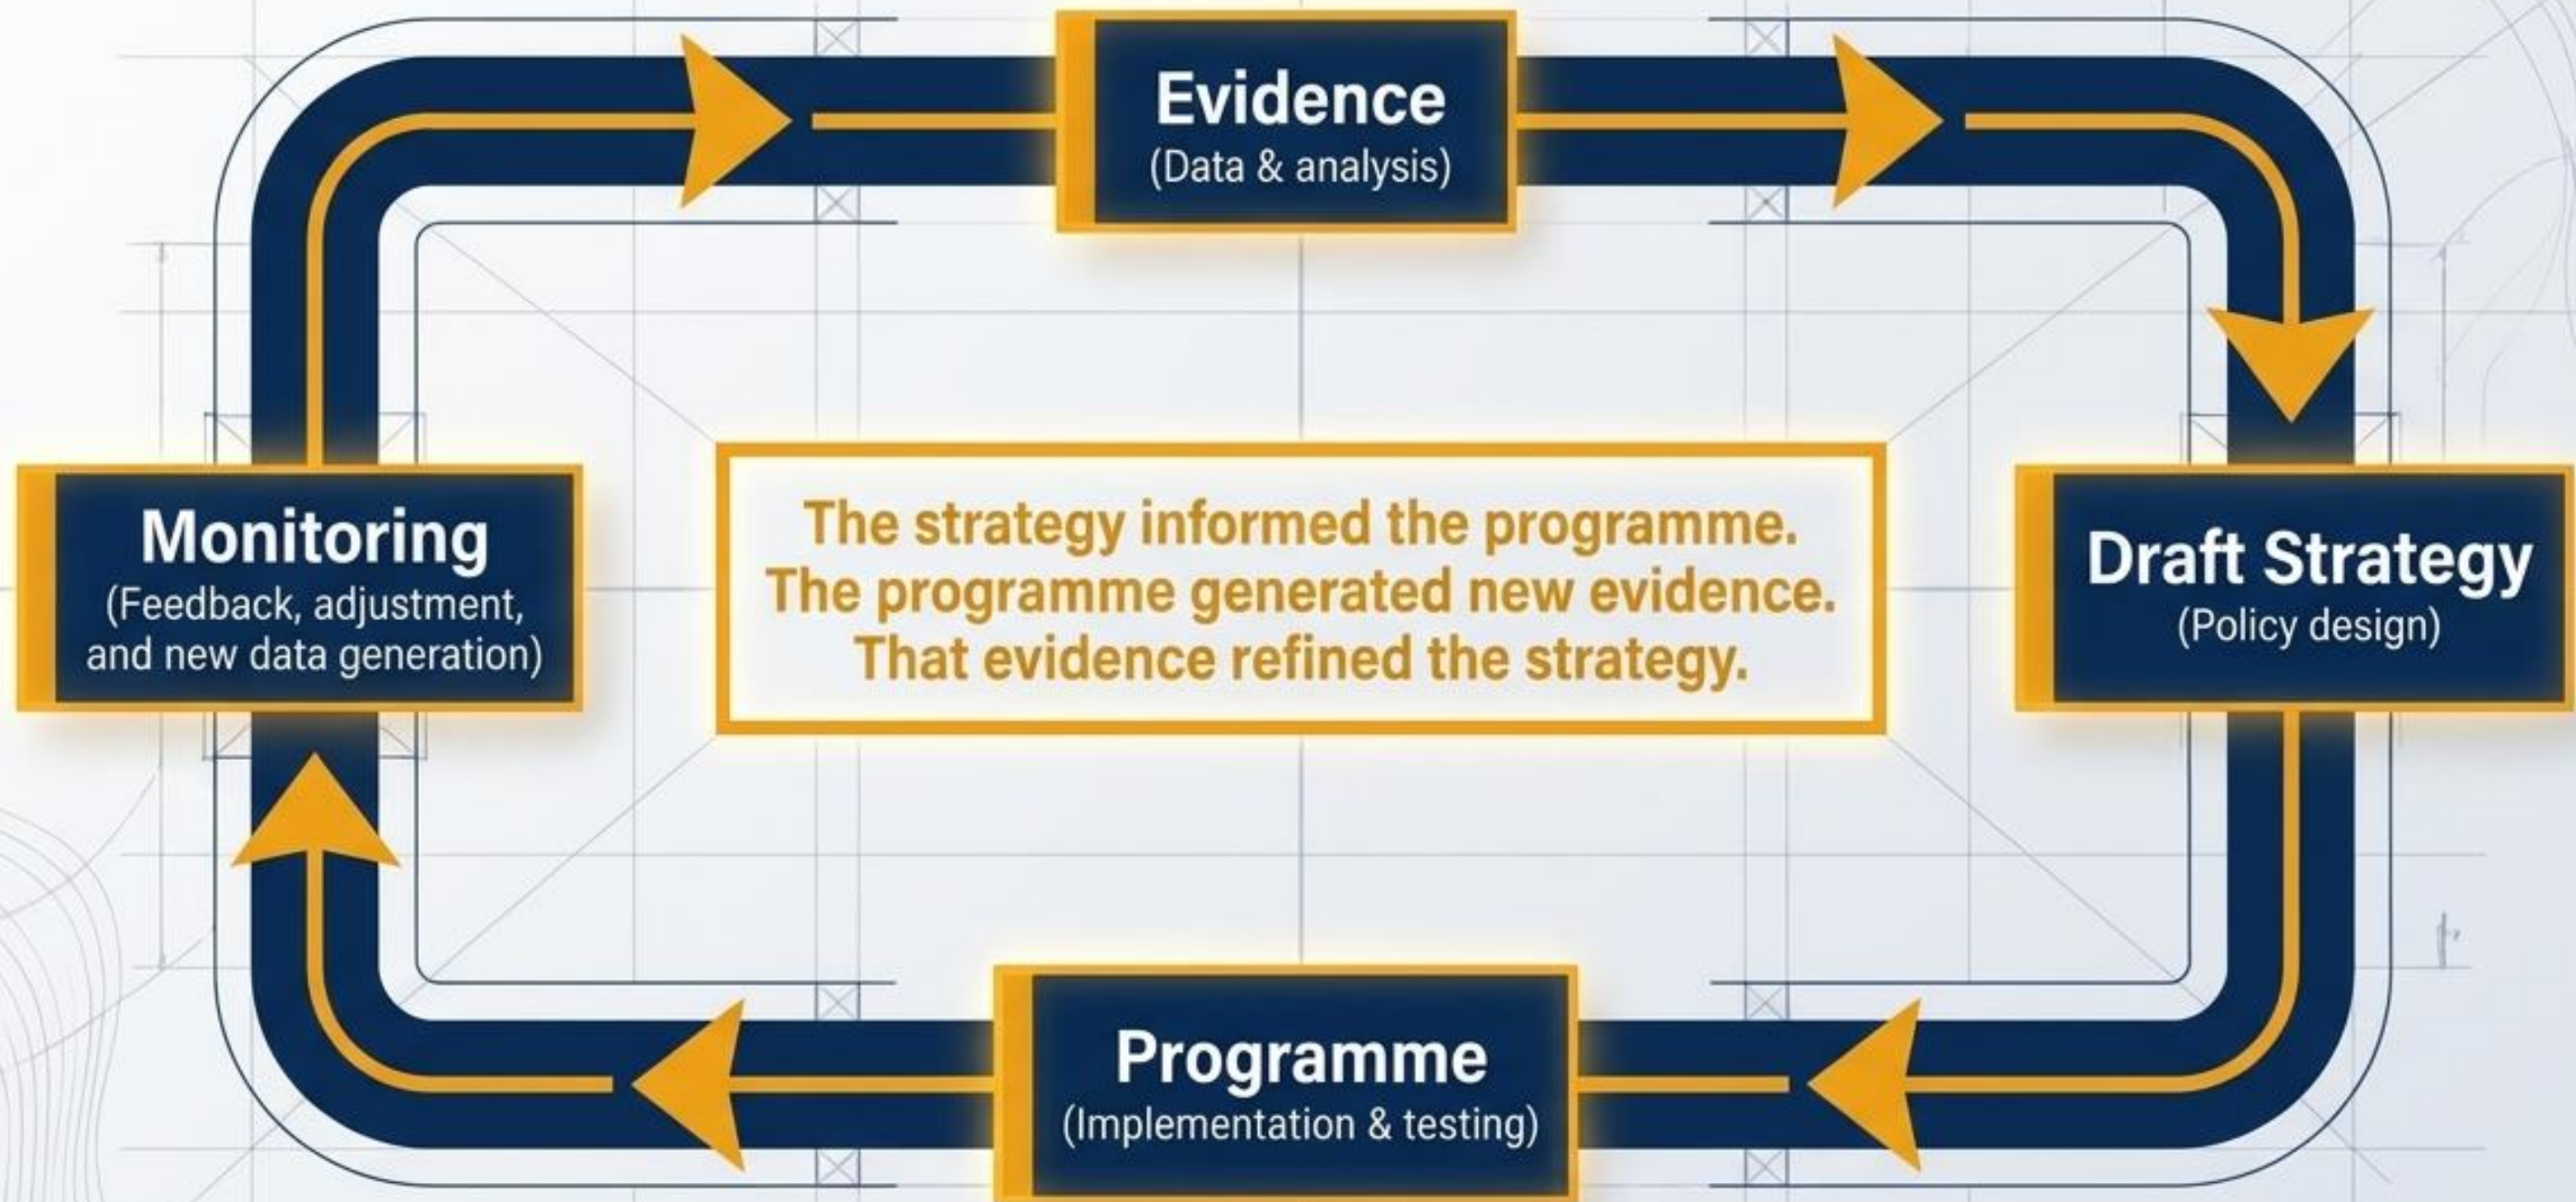 Evidence
(Data & analysis)
Monitoring
(Feedback, adjustment,
and new data generation)
The strategy informed the programme.
The programme generated new evidence.
That evidence refined the strategy.
Draft Strategy
(Policy design)
Programme
(Implementation & testing)